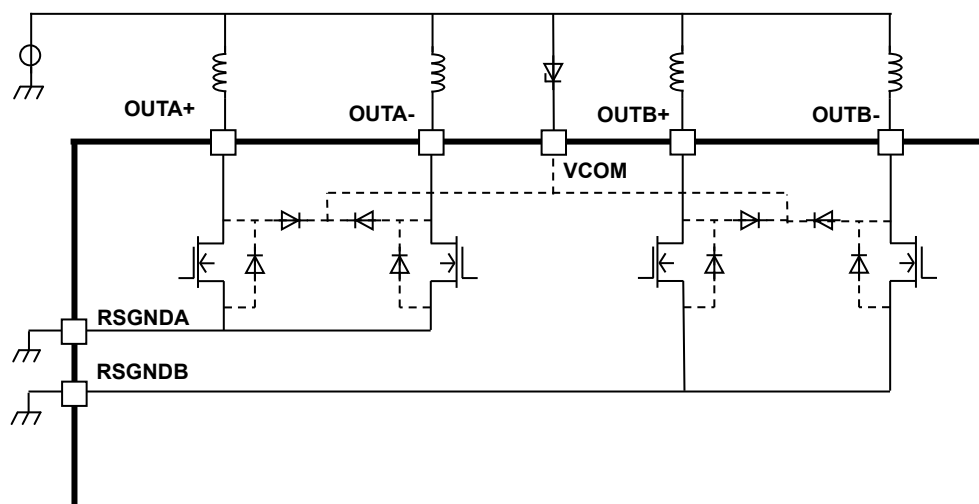 OUTA+
OUTA-
OUTB+
OUTB-
VCOM
RSGNDA
RSGNDB